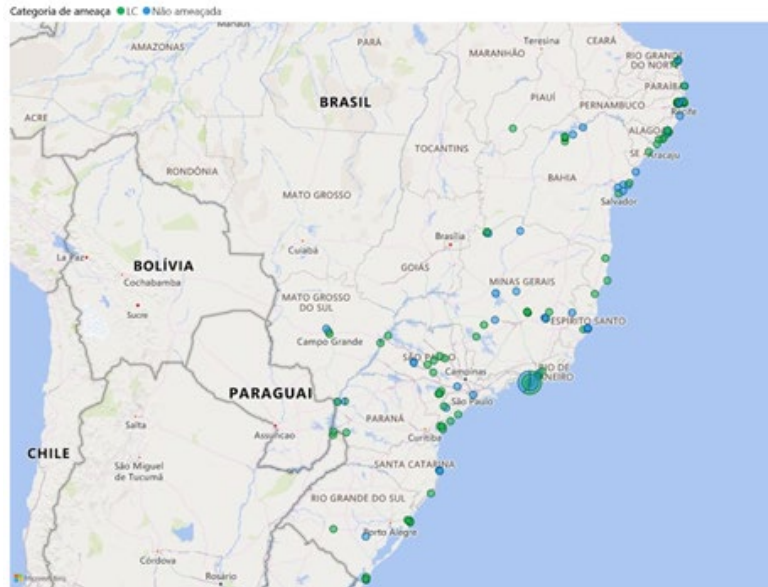 Categoria de ameaça LC Não ameaçada
Teresina CEARÁ
PARÁ
AMAZONAS
MARANHÃO
RIO GRANDE
DO NORTE
PARAÍBA
BRASIL
PIAUÍ
PERNAMBUCO
Recife
ACRE
ALAGOA
TOCANTINS
SE Aracaju
RONDÔNIA
BAHIA
MATO GROSSO
Salvador
Brasília
Cuiabá
La Paz
BOLÍVIA
GOIÁS
Cochabamba
MINAS GERAIS
MATO GROSSO
DO SUL
Sucre
ESPÍRITO SANTO
Campo Grande
SÃO PAULO
RIO DE
JANEIRO
Campinas
PARAGUAI
São Paulo
PARANÁ
Salta
Assuncao
Curitiba
CHILE
São Miguel
de Tucumã
SANTA CATARINA
RIO GRANDE DO SUL
Porto Alegre
Córdova
Rosário